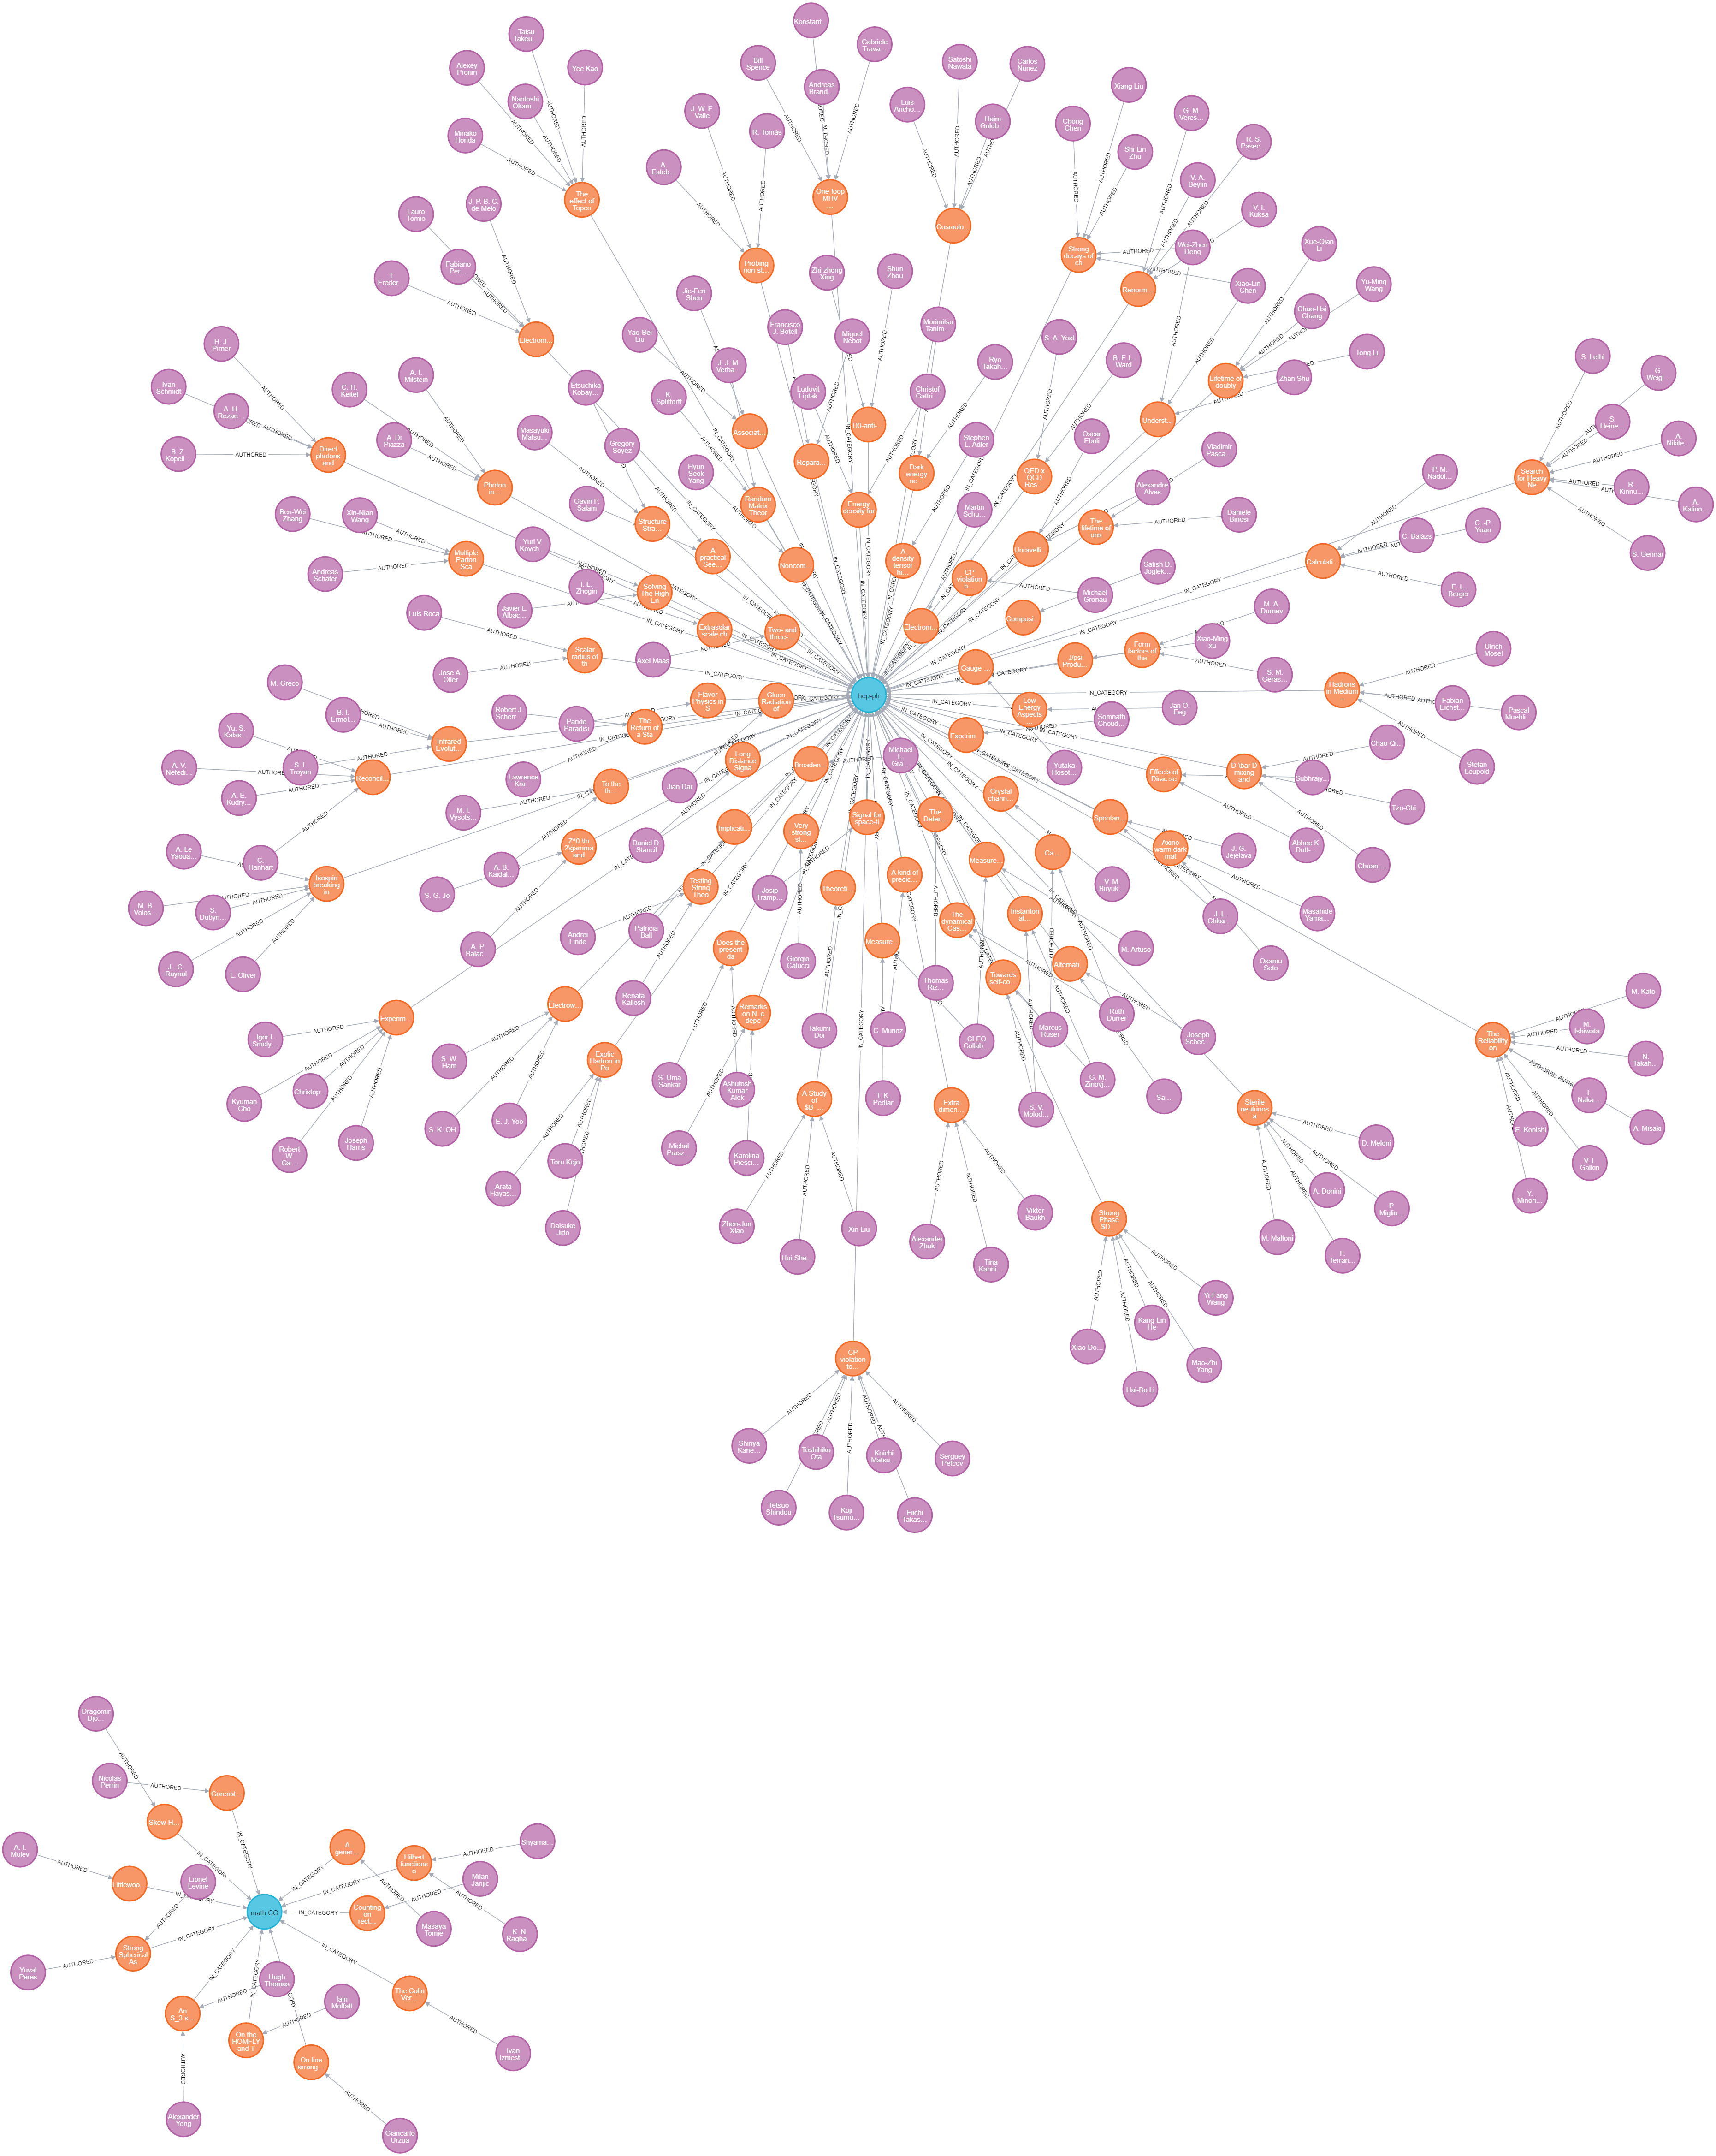 Konstant...
Tatsu
Takeu...
Gabriele
Trava...
Bill
Spence
Alexey
Pronin
Yee Kao
Satoshi
Nawata
Carlos
Nunez
Andreas
Brand...
Xiang Liu
Naotoshi
Okam...
Luis
Ancho...
J. W. F.
Valle
G. M.
Veres...
Haim
Goldb...
Chong
Chen
R. Tomàs
Minako
Honda
R. S.
Pasec...
Shi-Lin
Zhu
A.
Esteb...
V. A.
Beylin
The
effect of
Topco
One-loop
MHV
...
J. P. B. C.
de Melo
Lauro
Tomio
V. I.
Kuksa
Cosmolo...
Xue-Qian
Li
Wei-Zhen
Deng
Strong
decays of
ch
Probing
non-st...
Fabiano
Per...
Zhi-zhong
Xing
Shun
Zhou
T.
Freder...
Yu-Ming
Wang
Xiao-Lin
Chen
Renorm...
Chao-Hsi
Chang
Jie-Fen
Shen
Francisco
J. Botell
Morimitsu
Tanim...
Miguel
Nebot
S. A. Yost
Yao-Bei
Liu
Electrom...
H. J.
Pirner
Tong Li
S. Lethi
B. F. L.
Ward
J. J. M.
Verba...
Ryo
Takah...
G.
Weigl...
Lifetime of
doubly
Zhan Shu
A. I.
Milstein
Ivan
Schmidt
C. H.
Keitel
Etsuchika
Kobay...
Ludovit
Liptak
Christof
Gattri...
K.
Splittorff
A. H.
Rezae...
Underst...
S.
Heine...
Associat...
D0-anti-...
Masayuki
Matsu...
Oscar
Eboli
Stephen
L. Adler
A.
Nikite...
A. Di
Piazza
Gregory
Soyez
Vladimir
Pasca...
B. Z.
Kopeli...
Direct
photons
and
Repara...
Dark
energy
ne...
QED x
QCD
Res...
P. M.
Nadol...
Search
for Heavy
Ne
Hyun
Seok
Yang
Photon
in...
Alexandre
Alves
R.
Kinnu...
A.
Kalino...
Random
Matrix
Theor
Energy
density for
Martin
Schu...
Gavin P.
Salam
Daniele
Binosi
Ben-Wei
Zhang
Xin-Nian
Wang
Structure
Stra...
The
lifetime of
uns
C. -P.
Yuan
C. Balázs
Yuri V.
Kovch...
Unraveli...
S. Gennai
Multiple
Parton
Sca
A
practical
See...
Noncom...
A
density
tensor
hi...
Calculati...
Satish D.
Joglek...
CP
violation
b...
Andreas
Schafer
I. L.
Zhogin
Solving
The High
En
Michael
Gronau
E. L.
Berger
Luis Roca
Javier L.
Albac...
Extrasolar
scale ch
Two- and
three-...
M. A.
Durnev
Electrom...
Composi...
Scalar
radius of
th
Xiao-Ming
xu
Form
factors of
the
Ulrich
Mosel
Axel Maas
J/psi
Produ...
Gauge-...
Jose A.
Oller
S. M.
Geras...
M. Greco
Hadrons
in Medium
...
Flavor
Physics in
S
Gluon
Radiation
of
hep-ph
Fabian
Eichst...
Pascal
Muehli...
Robert J.
Scherr...
Low
Energy
Aspects
Jan O.
Eeg
B. I.
Ermol...
Paride
Paradisi
The
Return of
a Sta
Somnath
Choud...
Yu. S.
Kalas...
Infrared
Evolut...
Experim...
Chao-Qi...
Michael
L.
Gra...
Stefan
Leupold
A. V.
Nefedi...
S. I.
Troyan
Long
Distance
Signa
Broaden...
Yutaka
Hosot...
Reconcil...
Lawrence
Kra...
Effects of
Dirac se
D-\bar D
mixing
and
Subhrajy...
Jian Dai
To the
th...
Crystal
chann...
A. E.
Kudry...
Tzu-Chi...
M. I.
Vysots...
Implicati...
Very
strong
sl...
Signal for
space-ti
The
Deter...
Spontan...
A. Le
Yaoua...
C.
Hanhart
Z^0 \to
2\gamma
and
Daniel D.
Stancil
Ca...
Axino
warm dark
mat
J. G.
Jejelava
Abhee K.
Dutt-...
Measure...
Chuan-...
S. G. Jo
A. B.
Kaidal...
Isospin
breaking
in
Testing
String
Theo
Josip
Tramp...
Theoreti...
A kind of
predic...
V. M.
Biryuk...
M. B.
Volos...
S.
Dubyn...
J. L.
Chkar...
Masahide
Yama...
Andrei
Linde
Patricia
Ball
The
dynamical
Cas...
Instanton
at...
Does the
present
da
Measure...
M. Artuso
A. P.
Balac...
Giorgio
Calucci
Osamu
Seto
J. -C.
Raynal
L. Oliver
Alternati...
Towards
self-co...
Thomas
Riz...
Renata
Kallosh
M. Kato
Electrow...
Remarks
on N_c
depe
Ruth
Durrer
Experim...
M.
Ishiwata
Igor I.
Smoly...
Takumi
Doi
C. Munoz
Marcus
Ruser
Joseph
Schec...
CLEO
Collab...
The
Reliability
on
S. W.
Ham
Exotic
Hadron in
Po
N.
Takah...
G. M.
Zinovj...
S. Uma
Sankar
Christop...
Kyuman
Cho
Ashutosh
Kumar
Alok
A Study
of
$B_...
T. K.
Pedlar
Extra
dimen...
S. V.
Molod...
Sa...
I.
Naka...
Sterile
neutrinos
a
S. K. OH
E. J. Yoo
E. Konishi
A. Misaki
Joseph
Harris
Robert
W.
Ga...
D. Meloni
Michal
Prasz...
Karolina
Piesci...
Toru Kojo
V. I.
Galkin
Arata
Hayas...
A. Donini
Y.
Minori...
P.
Miglio...
Viktor
Baukh
Strong
Phase
$D...
Zhen-Jun
Xiao
Xin Liu
Daisuke
Jido
M. Maltoni
Alexander
Zhuk
F.
Terran...
Hui-She...
Tina
Kahni...
Yi-Fang
Wang
Kang-Lin
He
Xiao-Do...
CP
violation
to...
Mao-Zhi
Yang
Hai-Bo Li
Shinya
Kane...
Toshihiko
Ota
Koichi
Matsu...
Serguey
Petcov
Tetsuo
Shindou
Koji
Tsumu...
Eiichi
Takas...
Dragomir
Djo...
Nicolas
Perrin
Gorenst...
Skew-H...
A. I.
Molev
A
gener...
Hilbert
functions
o
Shyama...
Littlewoo...
Lionel
Levine
Milan
Janjic
math.CO
Counting
on
rect...
Masaya
Tomie
K. N.
Ragha...
Strong
Spherical
As
Yuval
Peres
Hugh
Thomas
The Colin
Ver...
Iain
Moffatt
An
S_3-s...
On the
HOMFLY
and T
Ivan
Izmest...
On line
arrang...
Alexander
Yong
Giancarlo
Urzua
AUTHORED
IN_CATEGORY